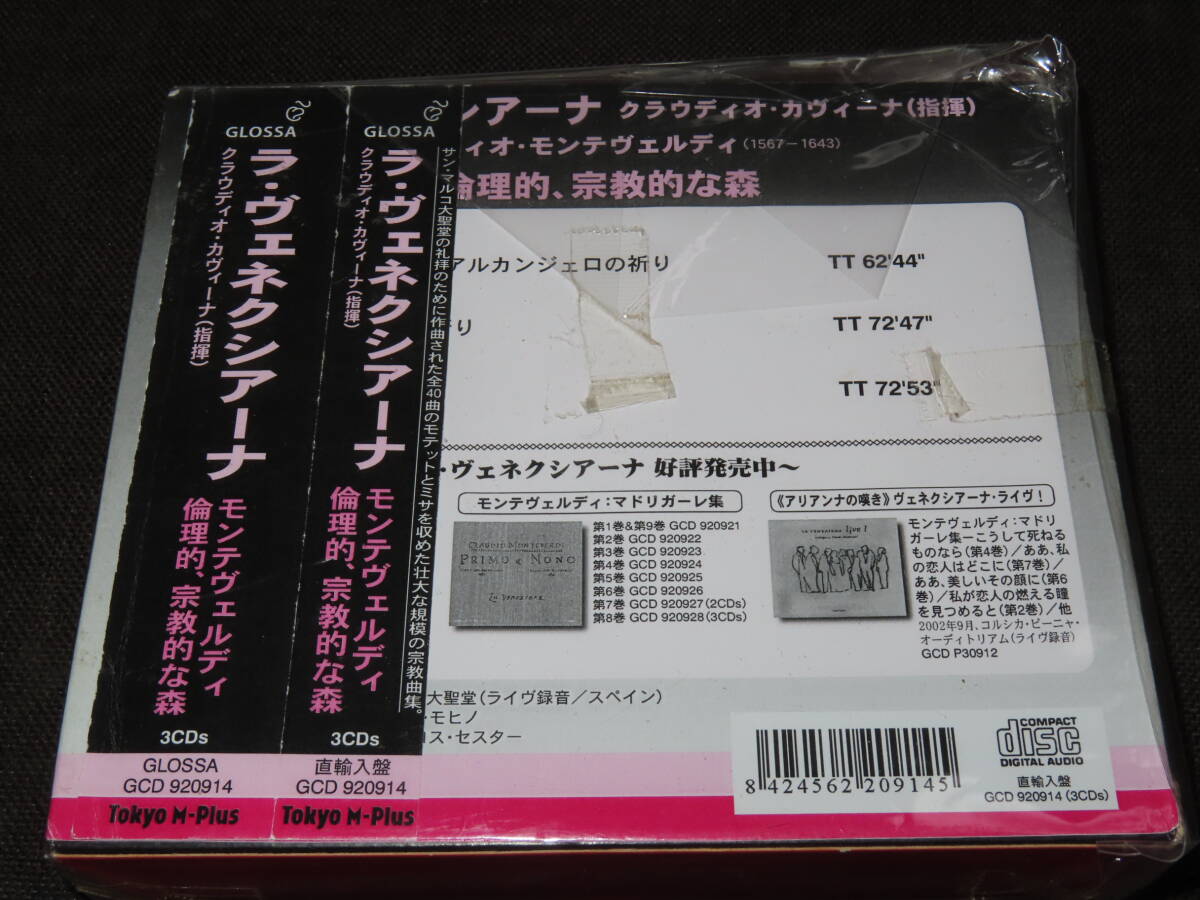 GLOSSA
ラ・ヴェネクシアーナ
クラウディオ・カヴィーナ(指揮)
モンテヴェルディ
倫理的、宗教的な森
3CDs
GLOSSA
GCD 920914
Tokyo M-Plus
GLOSSA
ラ・ヴェネクシアーナ
クラウディオ・カヴィーナ(指揮)
モンテヴェルディ
倫理的、宗教的な森
サン・マルコ大聖堂の礼拝のために作曲された全40曲のモテットとミサを収めた壮大な規模の宗教曲集。
3CDs
直輸入盤
GCD 920914
Tokyo M-Plus
シアーナ クラウディオ・カヴィーナ(指揮)
ィオ・モンテヴェルディ(1567-1643)
倫理的、宗教的な森
アルカンジェロの祈り TT 62'44"
り TT 72'47"
TT 72'53"
・ヴェネクシアーナ 好評発売中~
モンテヴェルディ:マドリガーレ集
CLAUDIO MONTEVERDI
PRIMO e NONO
La Venexiana
第1巻&第9巻 GCD 920921
第2巻 GCD 920922
第3巻 GCD 920923
第4巻 GCD 920924
第5巻 GCD 920925
第6巻 GCD 920926
第7巻 GCD 920927 (2CDs)
第8巻 GCD 920928 (3CDs)
《アリアンナの嘆き》ヴェネクシアーナ・ライヴ!
LA VENEXIANA live!
モンテヴェルディ:マドリ
ガーレ集―こうして死ねる
ものなら(第4巻)/ああ、私
の恋人はどこに(第7巻)/
ああ、美しいその顔に(第6
巻)/私が恋人の燃える瞳
を見つめると(第2巻)/他
2002年9月、コルシカ・ピーニャ・
オーディトリアム(ライヴ録音)
GCD P30912
大聖堂(ライヴ録音/スペイン)
・モヒノ
ロス・セスター
8 424562 209145
COMPACT
disc
DIGITAL AUDIO
直輸入盤
GCD 920914 (3CDs)